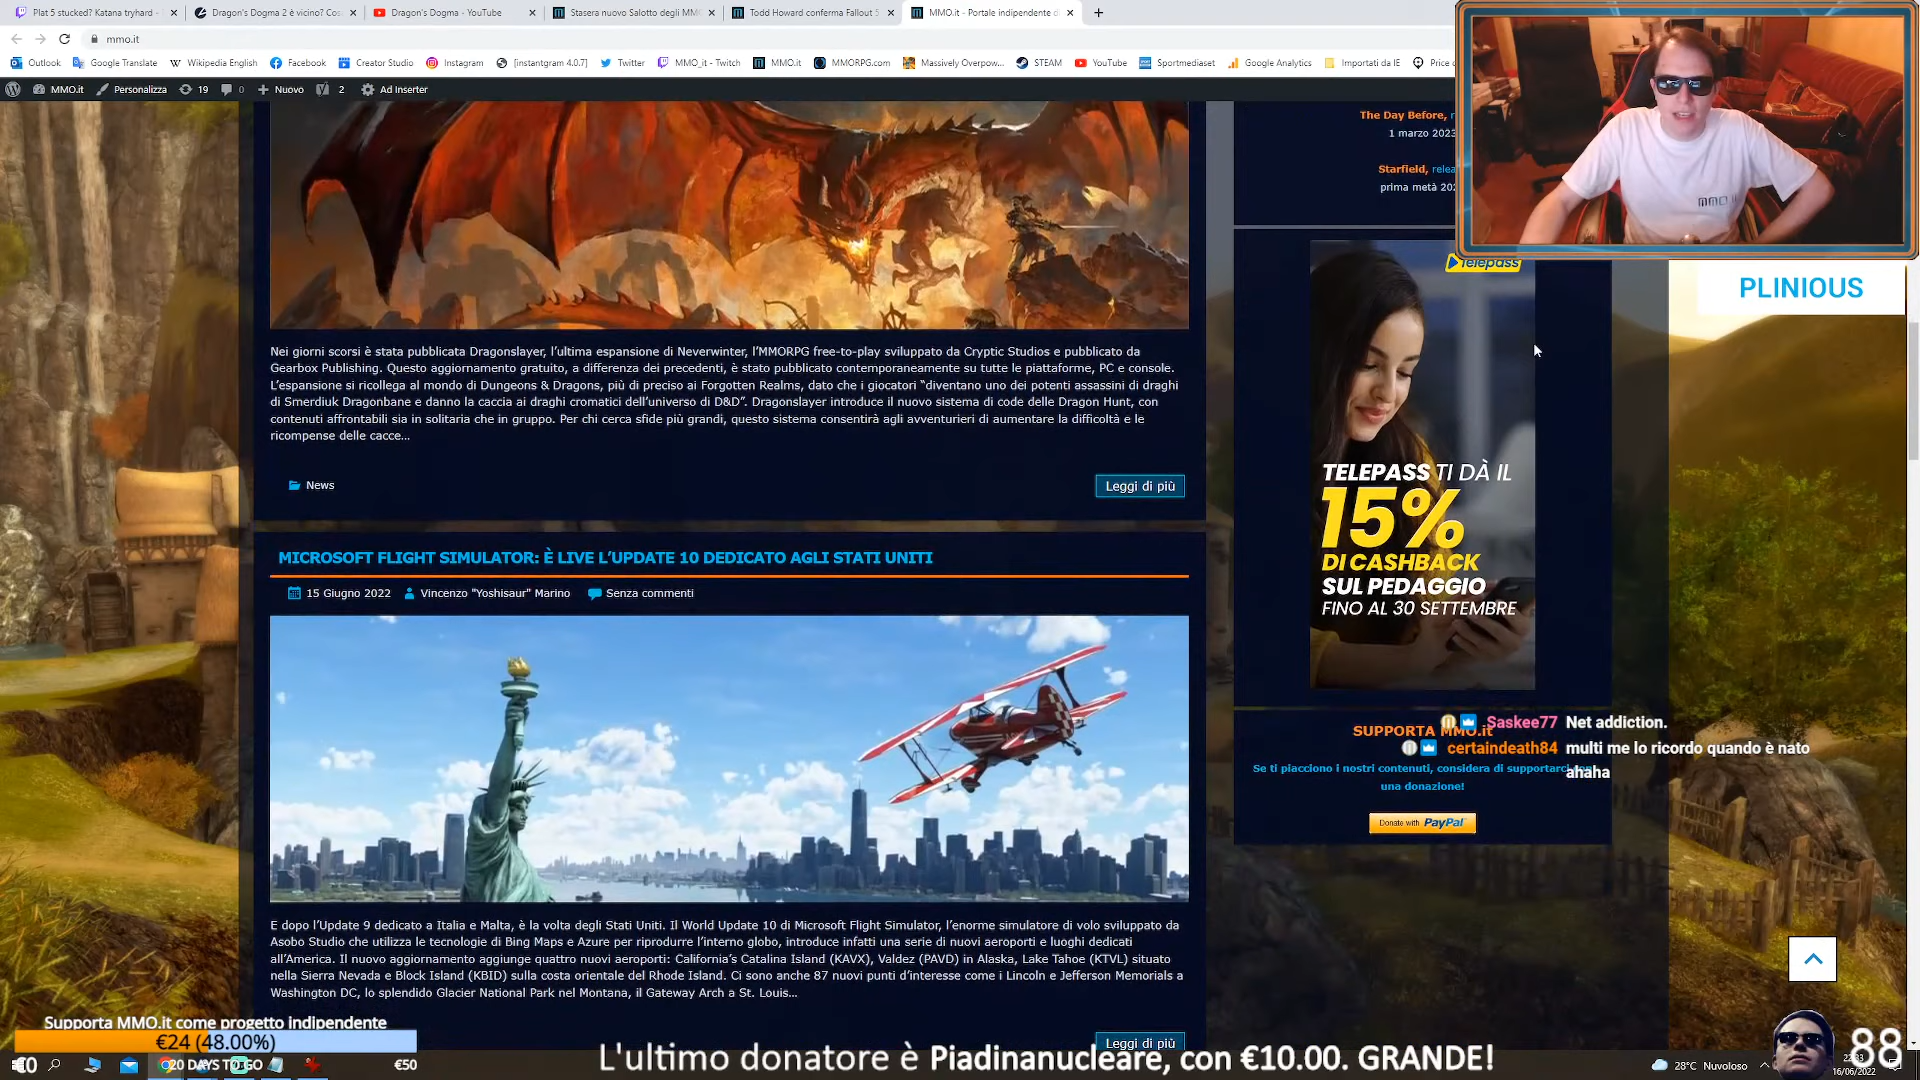 Plat 5 stucked? Katana tryhard -
Dragon's Dogma 2 è vicino? Cos
Dragon's Dogma - YouTube
Stasera nuovo Salotto degli MM
Todd Howard conferma Fallout 5
MMO.it - Portale indipendente d
mmo.it
Outlook
Google Translate
Wikipedia English
Facebook
Creator Studio
Instagram
[instantgram 4.0.7]
Twitter
MMO_it - Twitch
MMO.it
MMORPG.com
Massively Overpow...
STEAM
YouTube
Sportmediaset
Google Analytics
Importati da IE
Price
MMO.it
Personalizza
19
0
Nuovo
2
Ad Inserter
The Day Before,
1 marzo 2023
Starfield, relea
prima metà 202
Telepass
PLINIOUS
Nei giorni scorsi è stata pubblicata Dragonslayer, l'ultima espansione di Neverwinter, l'MMORPG free-to-play sviluppato da Cryptic Studios e pubblicato da
Gearbox Publishing. Questo aggiornamento gratuito, a differenza dei precedenti, è stato pubblicato contemporaneamente su tutte le piattaforme, PC e console.
L'espansione si ricollega al mondo di Dungeons & Dragons, più di preciso ai Forgotten Realms, dato che i giocatori “diventano uno dei potenti assassini di draghi
di Smerdiuk Dragonbane e danno la caccia ai draghi cromatici dell'universo di D&D”. Dragonslayer introduce il nuovo sistema di code delle Dragon Hunt, con
contenuti affrontabili sia in solitaria che in gruppo. Per chi cerca sfide più grandi, questo sistema consentirà agli avventurieri di aumentare la difficoltà e le
ricompense delle cacce...
News
Leggi di più
TELEPASS TI DÀ IL
15%
DI CASHBACK
SUL PEDAGGIO
FINO AL 30 SETTEMBRE
MICROSOFT FLIGHT SIMULATOR: È LIVE L'UPDATE 10 DEDICATO AGLI STATI UNITI
15 Giugno 2022
Vincenzo "Yoshisaur" Marino
Senza commenti
SUPPORTA MMO.it
Se ti piacciono i nostri contenuti, considera di supportarci
una donazione!
Donate with PayPal
Saskee77 Net addiction.
certaindeath84 multi me lo ricordo quando è nato
ahaha
E dopo l'Update 9 dedicato a Italia e Malta, è la volta degli Stati Uniti. Il World Update 10 di Microsoft Flight Simulator, l'enorme simulatore di volo sviluppato da
Asobo Studio che utilizza le tecnologie di Bing Maps e Azure per riprodurre l'interno globo, introduce infatti una serie di nuovi aeroporti e luoghi dedicati
all'America. Il nuovo aggiornamento aggiunge quattro nuovi aeroporti: California's Catalina Island (KAVX), Valdez (PAVD) in Alaska, Lake Tahoe (KTVL) situato
nella Sierra Nevada e Block Island (KBID) sulla costa orientale del Rhode Island. Ci sono anche 87 nuovi punti d'interesse come i Lincoln e Jefferson Memorials a
Washington DC, lo splendido Glacier National Park nel Montana, il Gateway Arch a St. Louis...
Leggi di più
Supporta MMO.it come progetto indipendente
€24 (48.00%)
€0
20 DAYS TO GO
€50
L'ultimo donatore è Piadinanucleare, con €10.00. GRANDE!
28°C Nuvoloso
88
16/06/2022